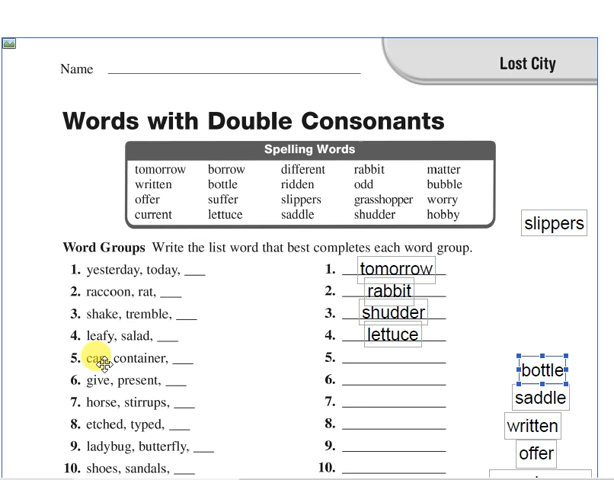 Lost City
Name
Words with Double Consonants
Spelling Words
tomorrow borrow different rabbit matter
written bottle ridden odd bubble
offer suffer slippers grasshopper worry
current lettuce saddle shudder hobby
slippers
Word Groups Write the list word that best completes each word group.
1. yesterday, today, ___ 1. tomorrow
2. raccoon, rat, ___ 2. rabbit
3. shake, tremble, ___ 3. shudder
4. leafy, salad, ___ 4. lettuce
5. container, ___ 5.
bottle
6. give, present, ___ 6.
saddle
7. horse, stirrups, ___ 7.
written
8. etched, typed, ___ 8.
offer
9. ladybug, butterfly, ___ 9.
10. shoes, sandals, ___ 10.